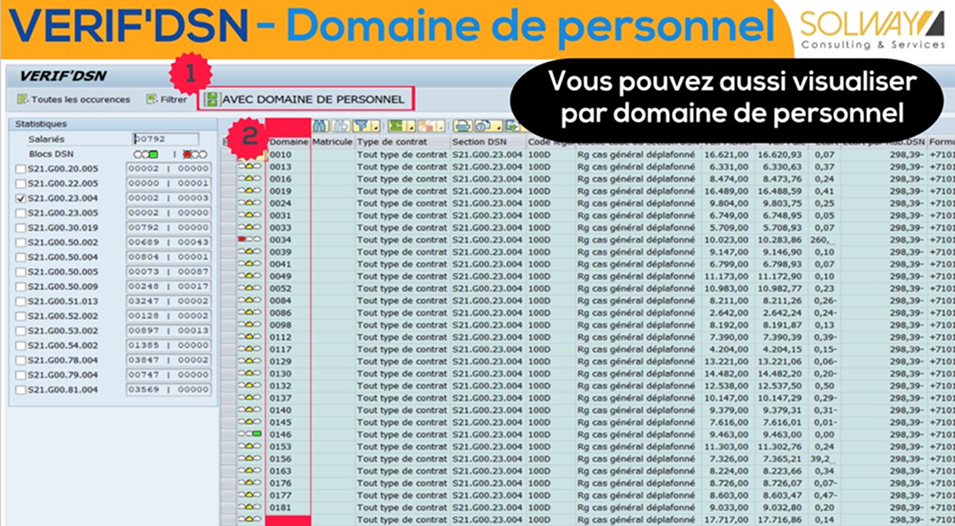 VERIF'DSN - Domaine de personnel
SOLWAY
Consulting & Services
VERIF'DSN
1
Vous pouvez aussi visualiser
par domaine de personnel
Toutes les occurences Filtrer AVEC DOMAINE DE PERSONNEL
Statistiques
Salariés 00792
Blocs DSN
S21.G00.20.005 00002 | 00000
S21.G00.22.005 00000 | 00001
S21.G00.23.004 00002 | 00003
S21.G00.23.005 00002 | 00000
S21.G00.30.019 00792 | 00000
S21.G00.50.002 00689 | 00043
S21.G00.50.004 00804 | 00001
S21.G00.50.005 00073 | 00087
S21.G00.50.009 00248 | 00017
S21.G00.51.013 03247 | 00002
S21.G00.52.002 00128 | 00002
S21.G00.53.002 00897 | 00013
S21.G00.54.002 01385 | 00000
S21.G00.78.004 03847 | 00002
S21.G00.79.004 00747 | 00000
S21.G00.81.004 03569 | 00000
2
Domaine Matricule Type de contrat Section DSN
0010 Tout type de contrat S21.G00.23.004 100D Rg cas général déplafonné 16.621,00 16.620,93 0,07 298,39- +7101
0013 Tout type de contrat S21.G00.23.004 100D Rg cas général déplafonné 6.331,00 6.330,63 0,37 298,39- +7101
0016 Tout type de contrat S21.G00.23.004 100D Rg cas général déplafonné 8.474,00 8.473,76 0,24 298,39- +7101
0019 Tout type de contrat S21.G00.23.004 100D Rg cas général déplafonné 16.489,00 16.488,59 0,41 298,39- +7101
0024 Tout type de contrat S21.G00.23.004 100D Rg cas général déplafonné 9.804,00 9.803,75 0,25 298,39- +7101
0031 Tout type de contrat S21.G00.23.004 100D Rg cas général déplafonné 6.749,00 6.748,95 0,05 298,39- +7101
0033 Tout type de contrat S21.G00.23.004 100D Rg cas général déplafonné 5.709,00 5.708,93 0,07 298,39- +7101
0034 Tout type de contrat S21.G00.23.004 100D Rg cas général déplafonné 10.023,00 10.283,86 260,... 298,39- +7101
0039 Tout type de contrat S21.G00.23.004 100D Rg cas général déplafonné 9.147,00 9.146,90 0,10 298,39- +7101
0041 Tout type de contrat S21.G00.23.004 100D Rg cas général déplafonné 6.799,00 6.798,93 0,07 298,39- +7101
0049 Tout type de contrat S21.G00.23.004 100D Rg cas général déplafonné 11.173,00 11.172,90 0,10 298,39- +7101
0052 Tout type de contrat S21.G00.23.004 100D Rg cas général déplafonné 10.983,00 10.982,77 0,23 298,39- +7101
0084 Tout type de contrat S21.G00.23.004 100D Rg cas général déplafonné 8.211,00 8.211,26 0,26- 298,39- +7101
0086 Tout type de contrat S21.G00.23.004 100D Rg cas général déplafonné 2.642,00 2.642,24 0,24- 298,39- +7101
0098 Tout type de contrat S21.G00.23.004 100D Rg cas général déplafonné 8.192,00 8.191,87 0,13 298,39- +7101
0112 Tout type de contrat S21.G00.23.004 100D Rg cas général déplafonné 7.390,00 7.390,39 0,39- 298,39- +7101
0117 Tout type de contrat S21.G00.23.004 100D Rg cas général déplafonné 4.204,00 4.204,15 0,15- 298,39- +7101
0129 Tout type de contrat S21.G00.23.004 100D Rg cas général déplafonné 13.221,00 13.221,06 0,06- 298,39- +7101
0130 Tout type de contrat S21.G00.23.004 100D Rg cas général déplafonné 14.482,00 14.482,20 0,20- 298,39- +7101
0132 Tout type de contrat S21.G00.23.004 100D Rg cas général déplafonné 12.538,00 12.537,50 0,50 298,39- +7101
0137 Tout type de contrat S21.G00.23.004 100D Rg cas général déplafonné 10.147,00 10.147,29 0,29- 298,39- +7101
0140 Tout type de contrat S21.G00.23.004 100D Rg cas général déplafonné 9.379,00 9.379,31 0,31- 298,39- +7101
0145 Tout type de contrat S21.G00.23.004 100D Rg cas général déplafonné 7.616,00 7.616,01 0,01- 298,39- +7101
0146 Tout type de contrat S21.G00.23.004 100D Rg cas général déplafonné 9.463,00 9.463,00 0,00 298,39- +7101
0153 Tout type de contrat S21.G00.23.004 100D Rg cas général déplafonné 11.303,00 11.302,76 0,24 298,39- +7101
0156 Tout type de contrat S21.G00.23.004 100D Rg cas général déplafonné 7.326,00 7.365,21 39,2... 298,39- +7101
0163 Tout type de contrat S21.G00.23.004 100D Rg cas général déplafonné 8.224,00 8.223,66 0,34 298,39- +7101
0176 Tout type de contrat S21.G00.23.004 100D Rg cas général déplafonné 8.726,00 8.726,07 0,07- 298,39- +7101
0177 Tout type de contrat S21.G00.23.004 100D Rg cas général déplafonné 8.603,00 8.603,47 0,47- 298,39- +7101
0181 Tout type de contrat S21.G00.23.004 100D Rg cas général déplafonné 9.033,00 9.032,80 0,20 298,39- +7101
Tout type de contrat S21.G00.23.004 100D Rg cas général déplafonné 17.717,00 17.716,86 0,14 298,39- +7101